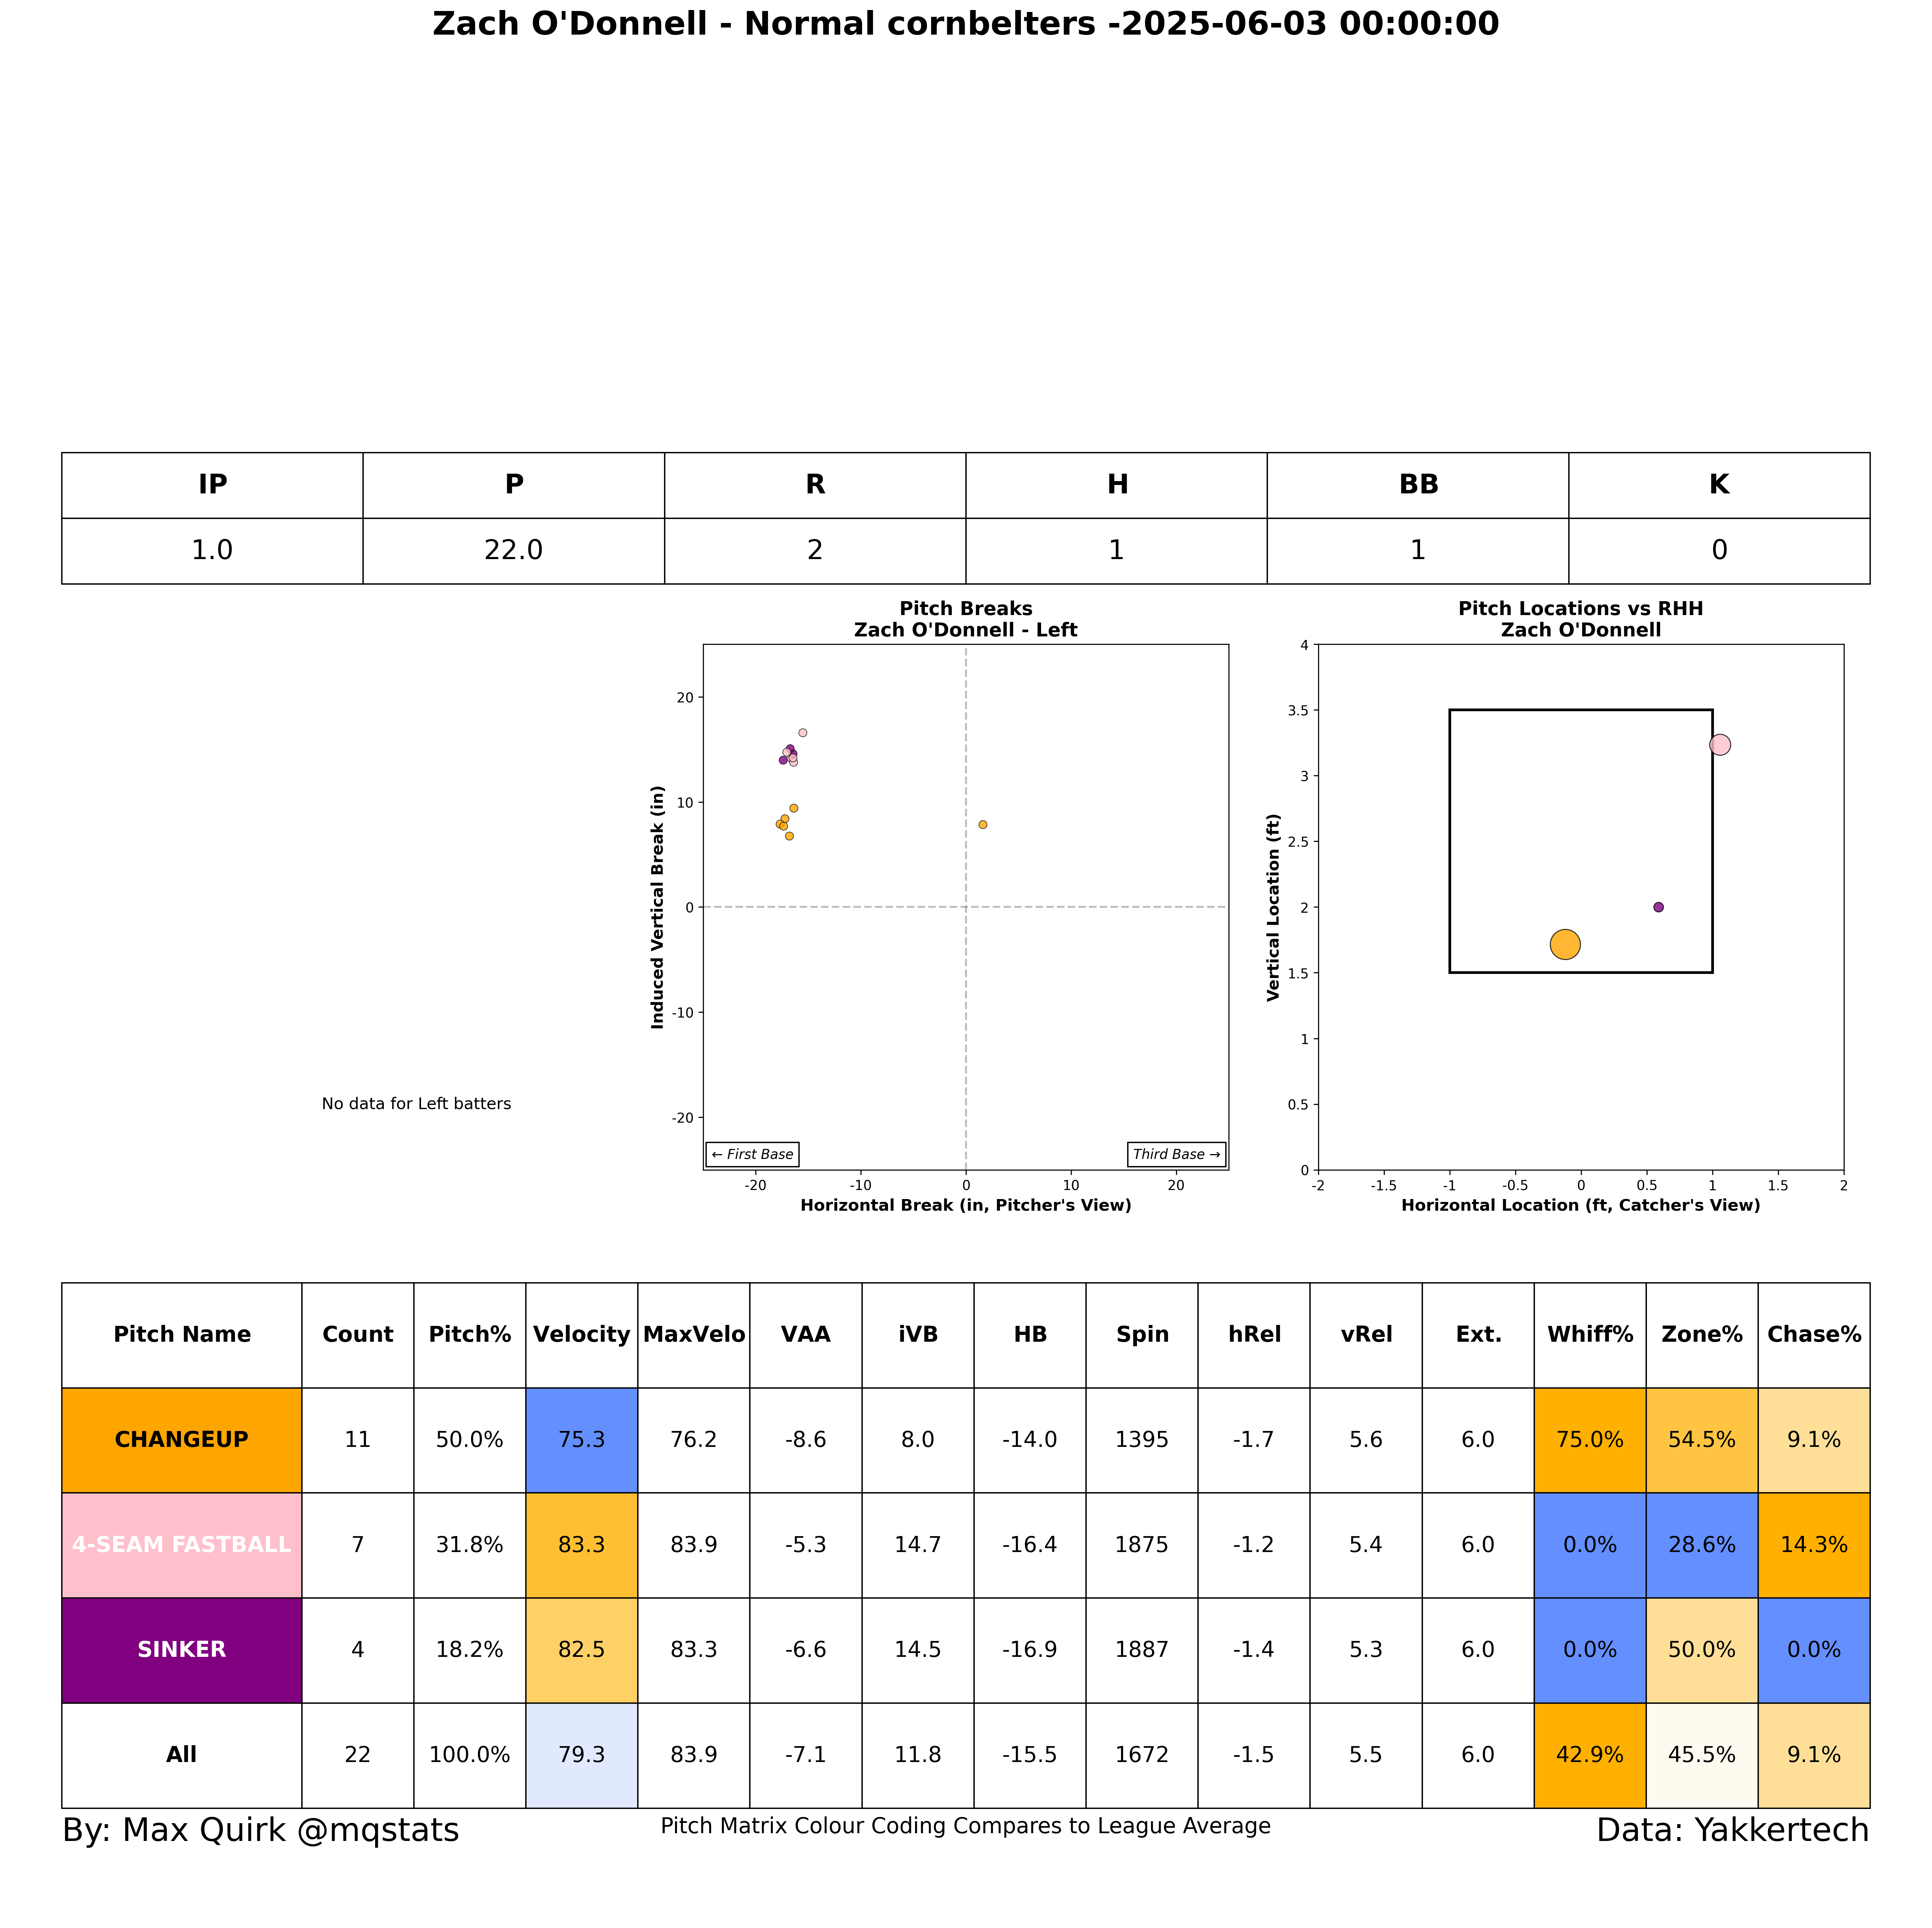 Zach O'Donnell - Normal cornbelters -2025-06-03 00:00:00
IP P R H BB K
1.0 22.0 2 1 1 0
No data for Left batters
Pitch Breaks
Zach O'Donnell - Left
Induced Vertical Break (in)
20
10
0
-10
-20
← First Base Third Base →
-20 -10 0 10 20
Horizontal Break (in, Pitcher's View)
Pitch Locations vs RHH
Zach O'Donnell
Vertical Location (ft)
4
3.5
3
2.5
2
1.5
1
0.5
0
-2 -1.5 -1 -0.5 0 0.5 1 1.5 2
Horizontal Location (ft, Catcher's View)
Pitch Name Count Pitch% Velocity MaxVelo VAA iVB HB Spin hRel vRel Ext. Whiff% Zone% Chase%
CHANGEUP 11 50.0% 75.3 76.2 -8.6 8.0 -14.0 1395 -1.7 5.6 6.0 75.0% 54.5% 9.1%
4-SEAM FASTBALL 7 31.8% 83.3 83.9 -5.3 14.7 -16.4 1875 -1.2 5.4 6.0 0.0% 28.6% 14.3%
SINKER 4 18.2% 82.5 83.3 -6.6 14.5 -16.9 1887 -1.4 5.3 6.0 0.0% 50.0% 0.0%
All 22 100.0% 79.3 83.9 -7.1 11.8 -15.5 1672 -1.5 5.5 6.0 42.9% 45.5% 9.1%
By: Max Quirk @mqstats
Pitch Matrix Colour Coding Compares to League Average
Data: Yakkertech